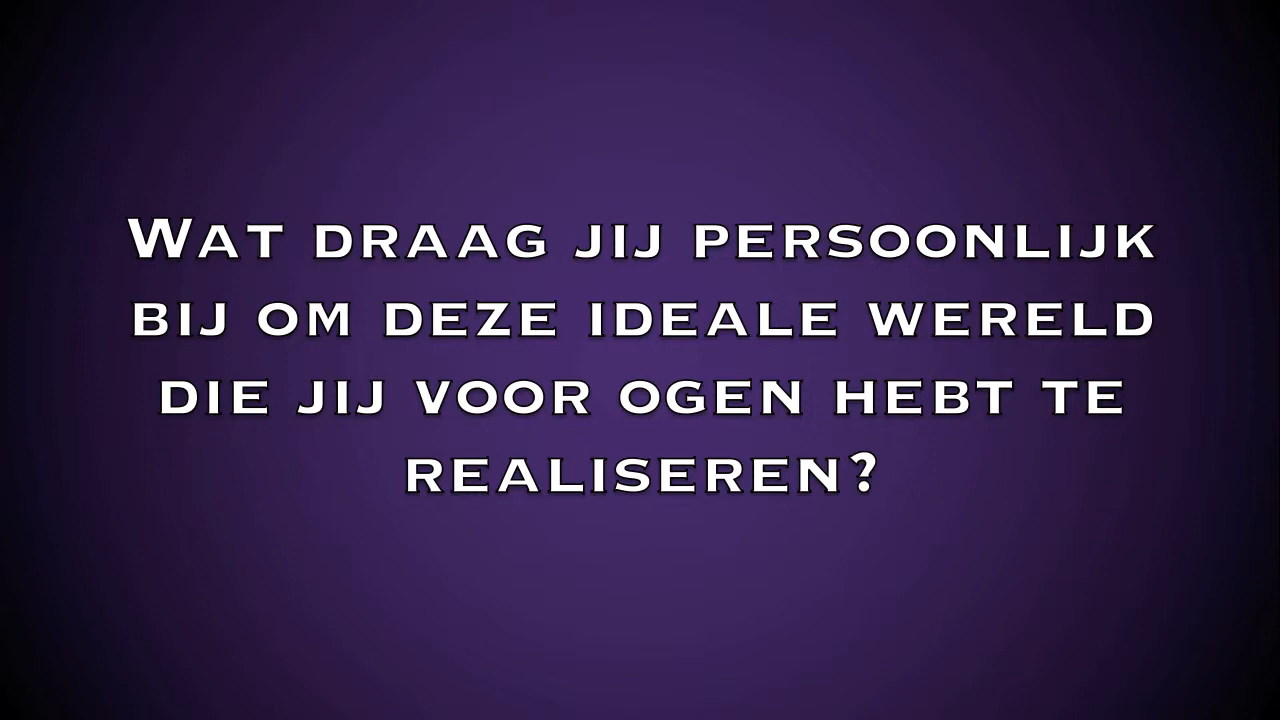 Wat draag jij persoonlijk
bij om deze ideale wereld
die jij voor ogen hebt te
realiseren?